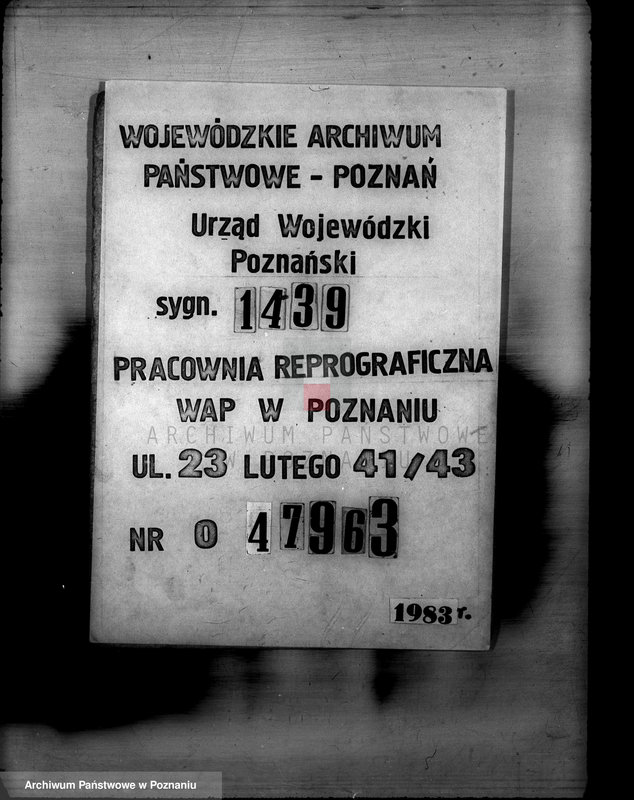 WOJEWÓDZKIE ARCHIWUM
PAŃSTWOWE - POZNAŃ
Urząd Wojewódzki
Poznański
sygn. 1439
PRACOWNIA REPROGRAFICZNA
WAP W POZNANIU
ARCHIWUM PAŃSTWOWE
W POZNANIU
UL. 23 LUTEGO 41/43
NR 0 47963
1983 r.
Archiwum Państwowe w Poznaniu